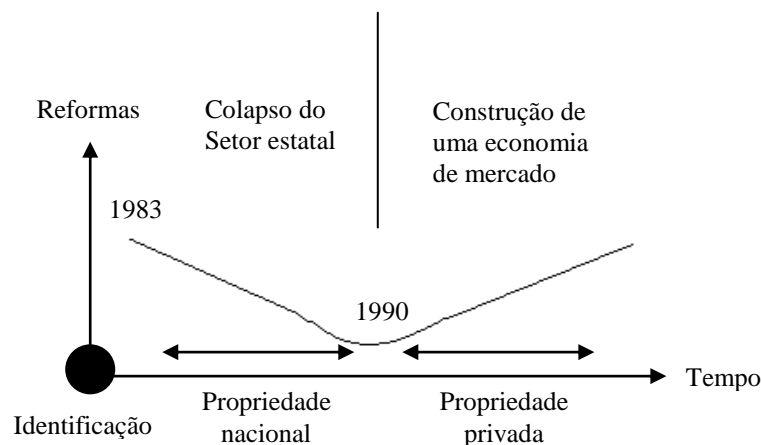 Reformas
Colapso do
Setor estatal
Construção de
uma economia
de mercado
1983
1990
Tempo
Identificação
Propriedade
nacional
Propriedade
privada